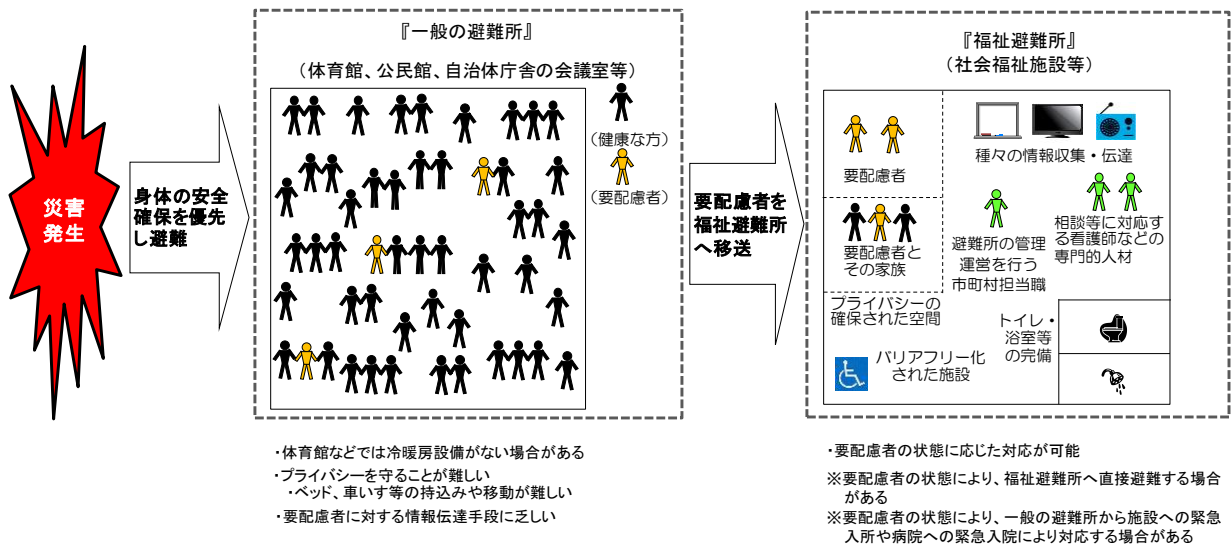 災害
発生
身体の安全
確保を優先
し避難
『一般の避難所』
（体育館、公民館、自治体庁舎の会議室等）
（健康な方）
（要配慮者）
・体育館などでは冷暖房設備がない場合がある
・プライバシーを守ることが難しい
・ベッド、車いす等の持込みや移動が難しい
・要配慮者に対する情報伝達手段に乏しい
要配慮者を
福祉避難所
へ移送
『福祉避難所』
（社会福祉施設等）
種々の情報収集・伝達
要配慮者
要配慮者と
その家族
避難所の管理
運営を行う
市町村担当職
相談等に対応す
る看護師などの
専門的人材
プライバシーの
確保された空間
トイレ・
浴室等
の完備
バリアフリー化
された施設
・要配慮者の状態に応じた対応が可能
※要配慮者の状態により、福祉避難所へ直接避難する場合
がある
※要配慮者の状態により、一般の避難所から施設への緊急
入所や病院への緊急入院により対応する場合がある